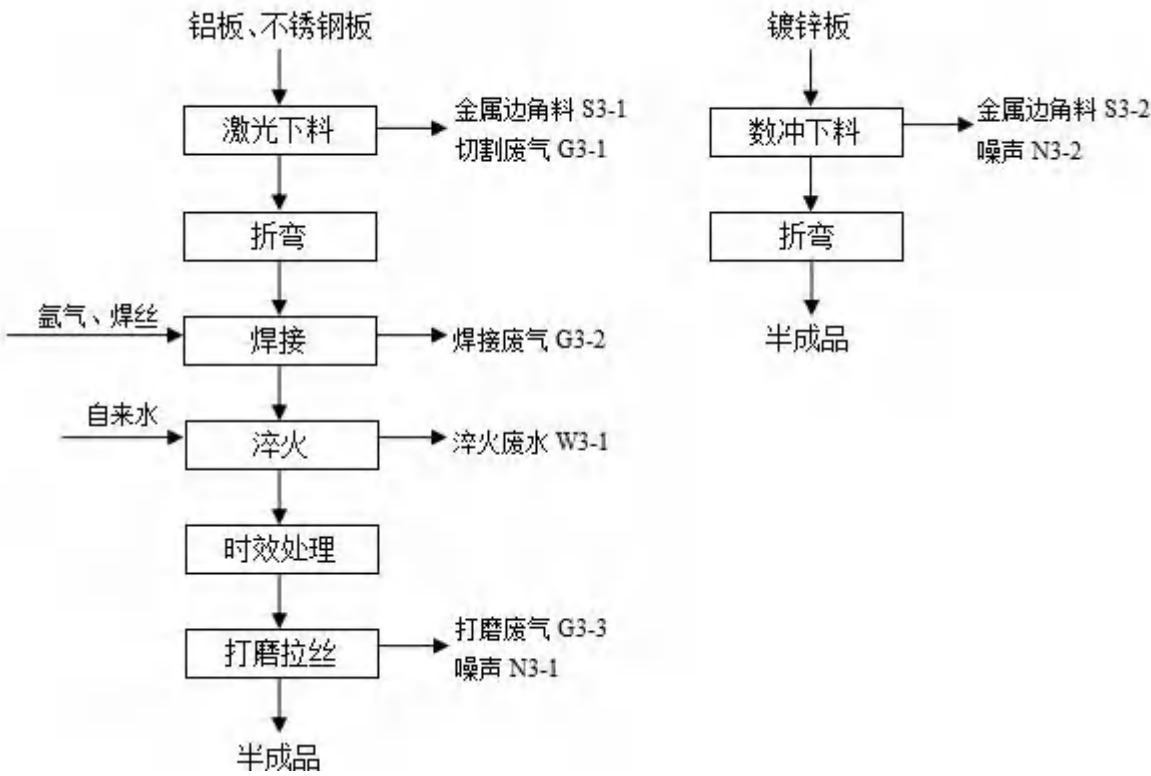 铝板、不锈钢板
激光下料
金属边角料 S3-1
切割废气 G3-1
折弯
氩气、焊丝
焊接
焊接废气 G3-2
自来水
淬火
淬火废水 W3-1
时效处理
打磨拉丝
打磨废气 G3-3
噪声 N3-1
半成品
镀锌板
数冲下料
金属边角料 S3-2
噪声 N3-2
折弯
半成品